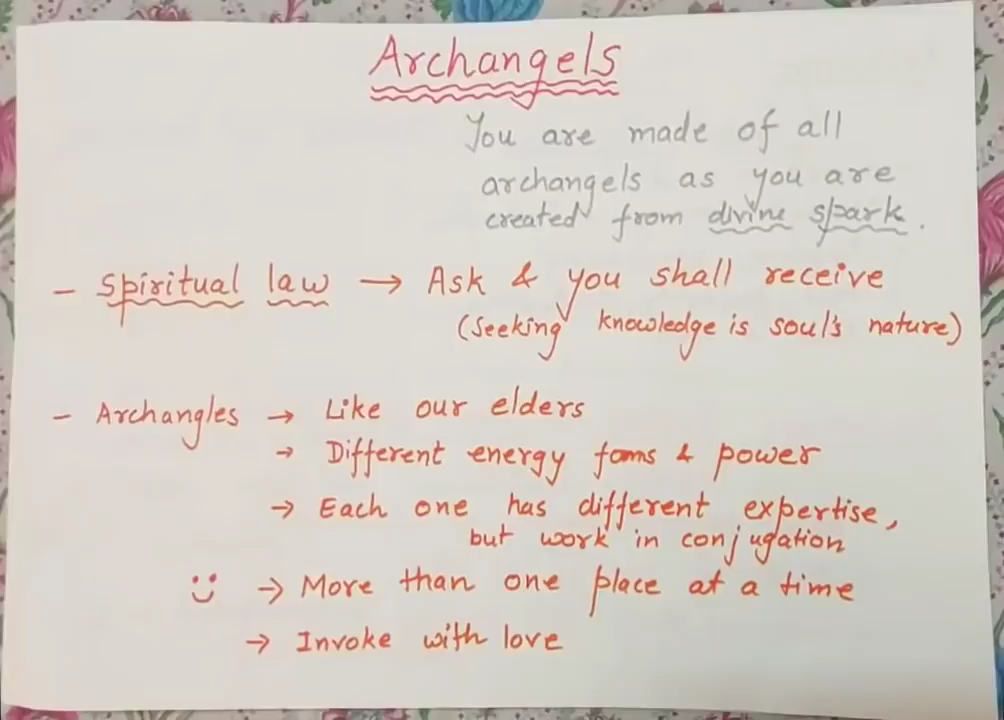 Archangels
You are made of all
archangels as you are
created from divine spark.
- Spiritual law → Ask & you shall receive
(Seeking knowledge is soul's nature)
- Archangles → Like our elders
→ Different energy foms & power
→ Each one has different expertise,
but work in conjugation
→ More than one place at a time
→ Invoke with love